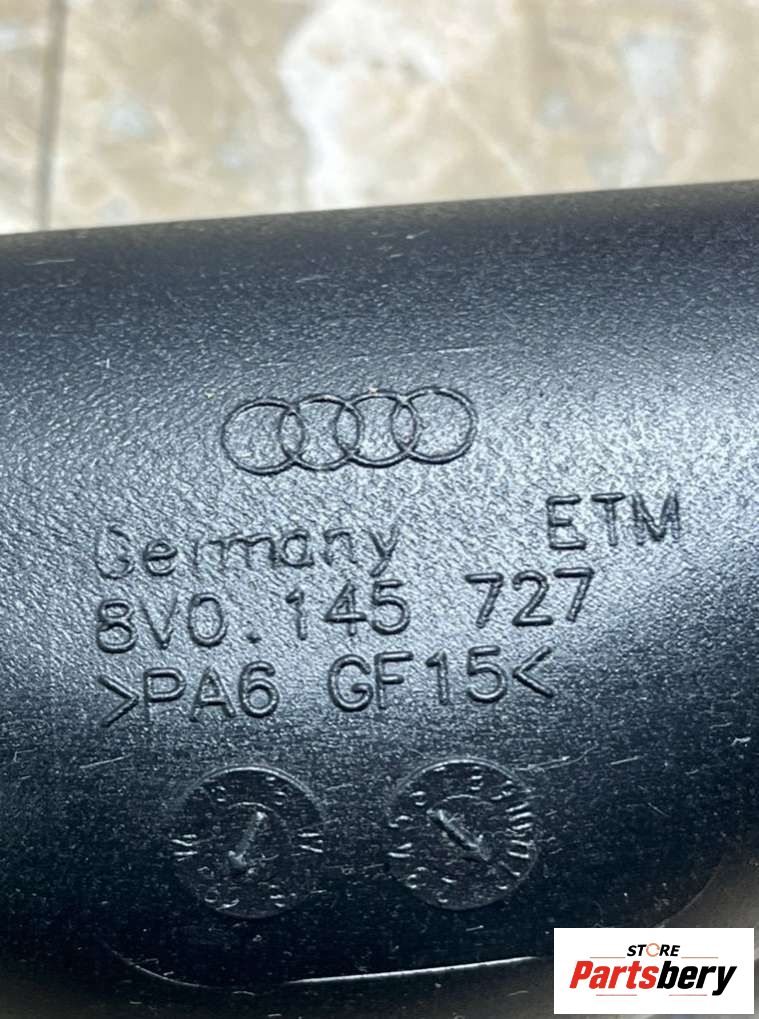 Germany ETM
8V0.145 727
>PA6 GF15<
STORE
Partsbery